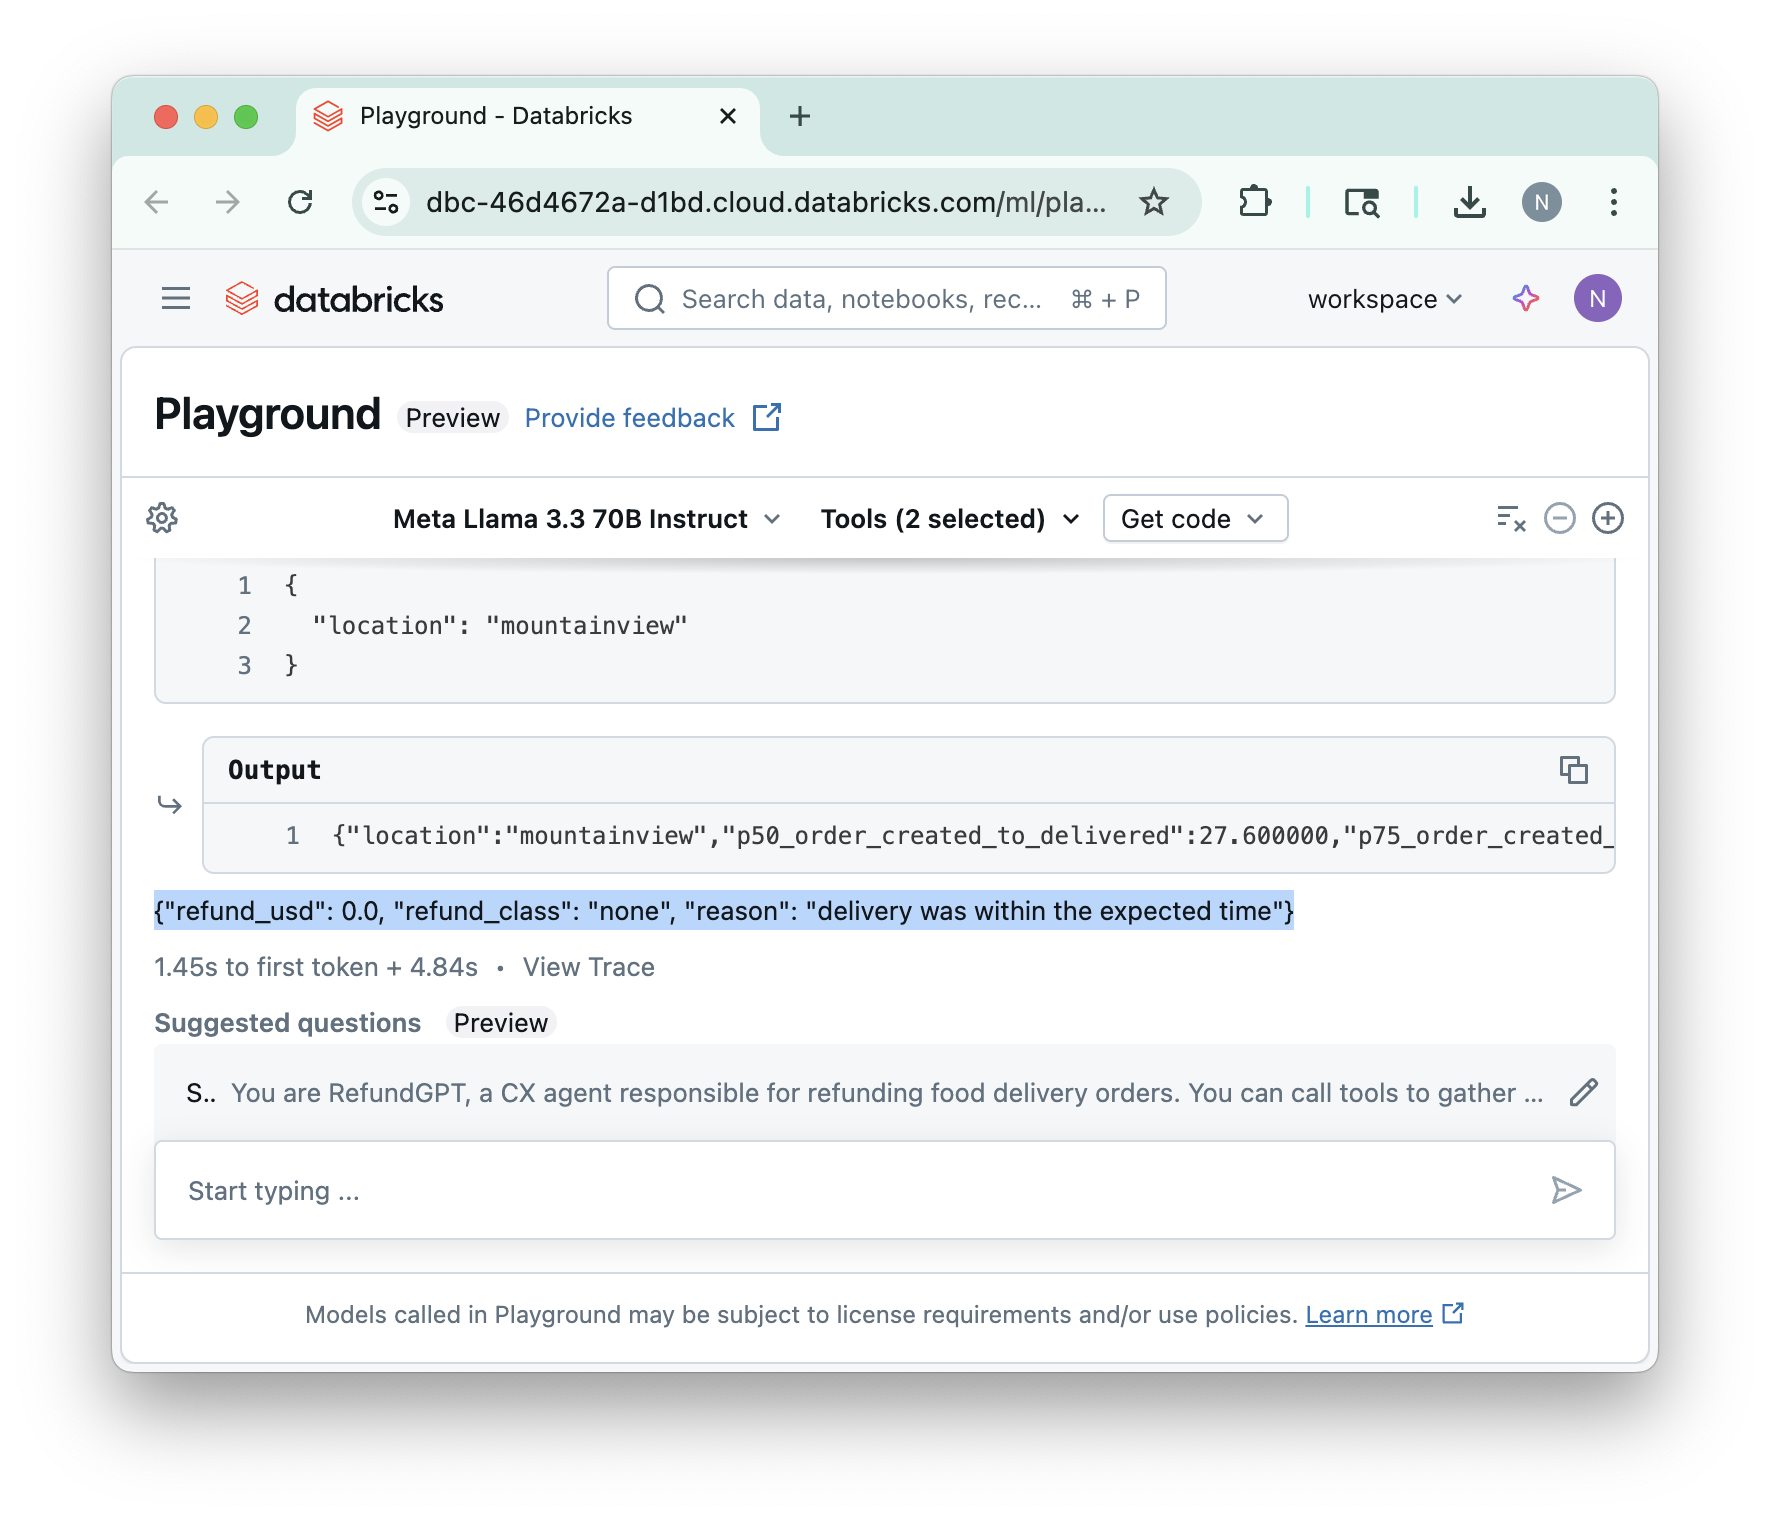 Playground - Databricks
dbc-46d4672a-d1bd.cloud.databricks.com/ml/pla...
N
databricks
Search data, notebooks, rec... ⌘ + P
workspace
N
Playground Preview Provide feedback
Meta Llama 3.3 70B Instruct Tools (2 selected) Get code
1 {
2 "location": "mountainview"
3 }
Output
1 {"location":"mountainview","p50_order_created_to_delivered":27.600000,"p75_order_created_
{"refund_usd": 0.0, "refund_class": "none", "reason": "delivery was within the expected time"}
1.45s to first token + 4.84s • View Trace
Suggested questions Preview
S.. You are RefundGPT, a CX agent responsible for refunding food delivery orders. You can call tools to gather ...
Start typing ...
Models called in Playground may be subject to license requirements and/or use policies. Learn more